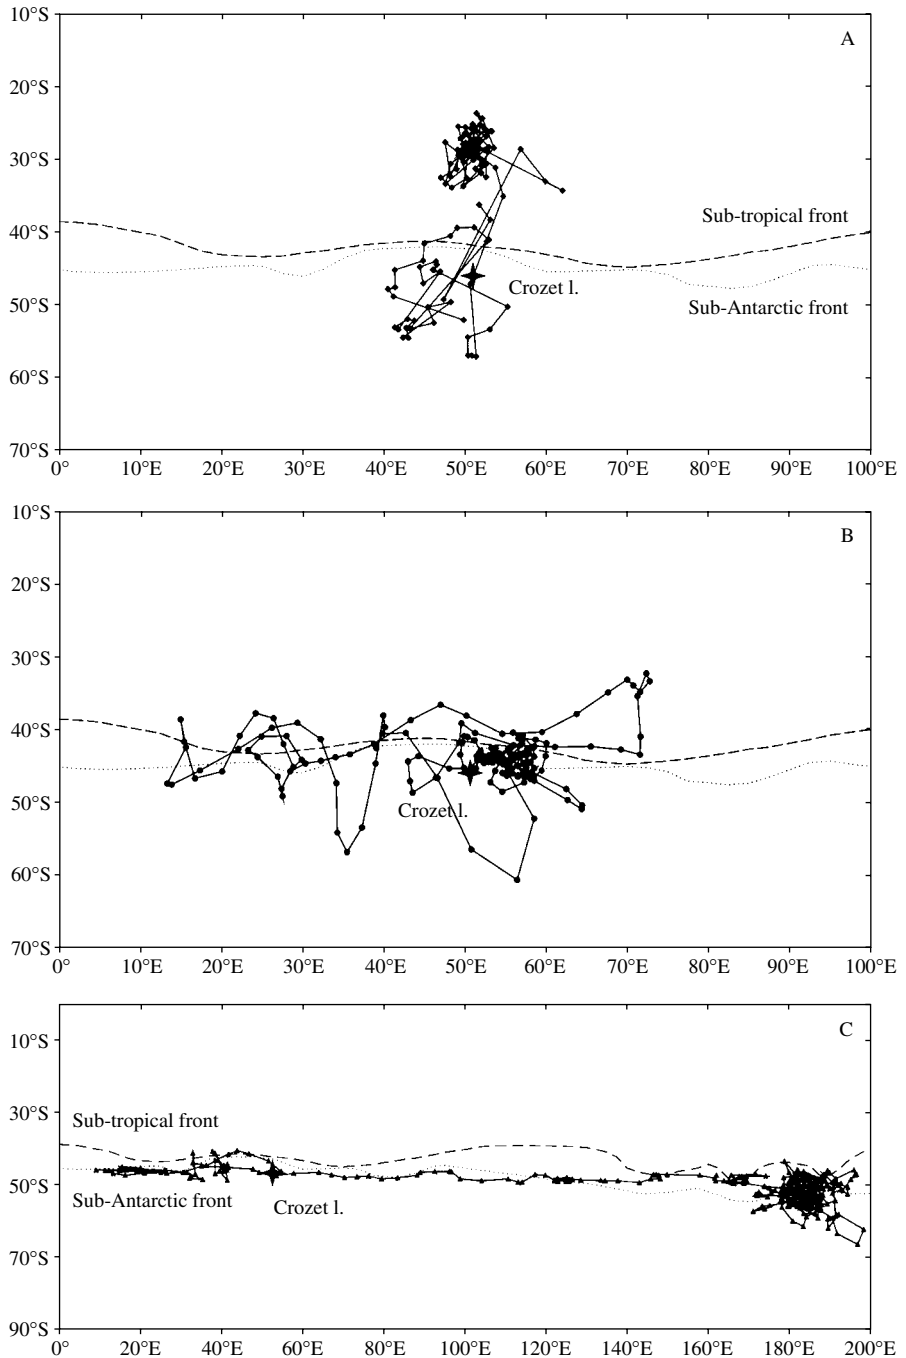 10°S
A
20°S
30°S
Sub-tropical front
40°S
Crozet l.
50°S
Sub-Antarctic front
60°S
70°S
0° 10°E 20°E 30°E 40°E 50°E 60°E 70°E 80°E 90°E 100°E
10°S
B
20°S
30°S
40°S
50°S
Crozet l.
60°S
70°S
0° 10°E 20°E 30°E 40°E 50°E 60°E 70°E 80°E 90°E 100°E
C
10°S
30°S
Sub-tropical front
50°S
Sub-Antarctic front
Crozet l.
70°S
90°S
0° 20°E 40°E 60°E 80°E 100°E 120°E 140°E 160°E 180°E 200°E